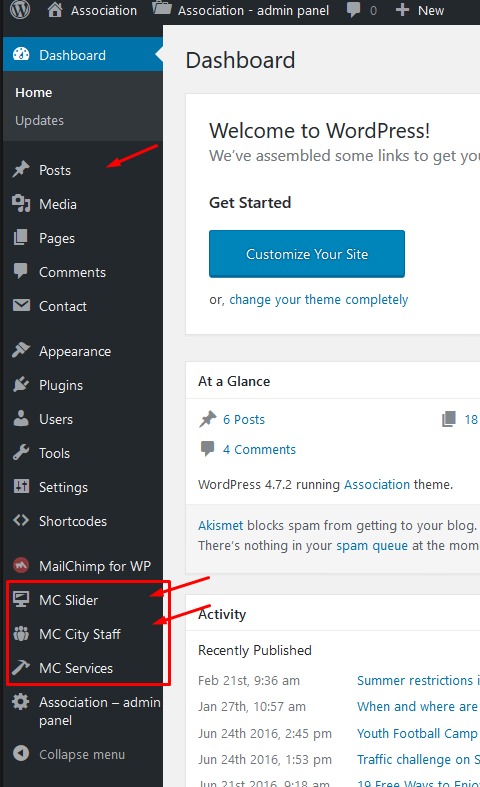 Association
Association - admin panel
0
New
Dashboard
Home
Updates
Posts
Media
Pages
Comments
Contact
Appearance
Plugins
Users
Tools
Settings
Shortcodes
MailChimp for WP
MC Slider
MC City Staff
MC Services
Association – admin
panel
Collapse menu
Dashboard
Welcome to WordPress!
We've assembled some links to get you
Get Started
Customize Your Site
or, change your theme completely
At a Glance
6 Posts
18
4 Comments
WordPress 4.7.2 running Association theme.
Akismet blocks spam from getting to your blog.
There's nothing in your spam queue at the mom
Activity
Recently Published
Feb 21st, 9:36 am
Summer restrictions i
Jan 27th, 10:57 am
When and where are
Jun 24th 2016, 2:45 pm
Youth Football Camp
Jun 24th 2016, 1:53 pm
Traffic challenge on S
Jun 21st 2016, 9:18 am
19 Free Ways to Enjoy